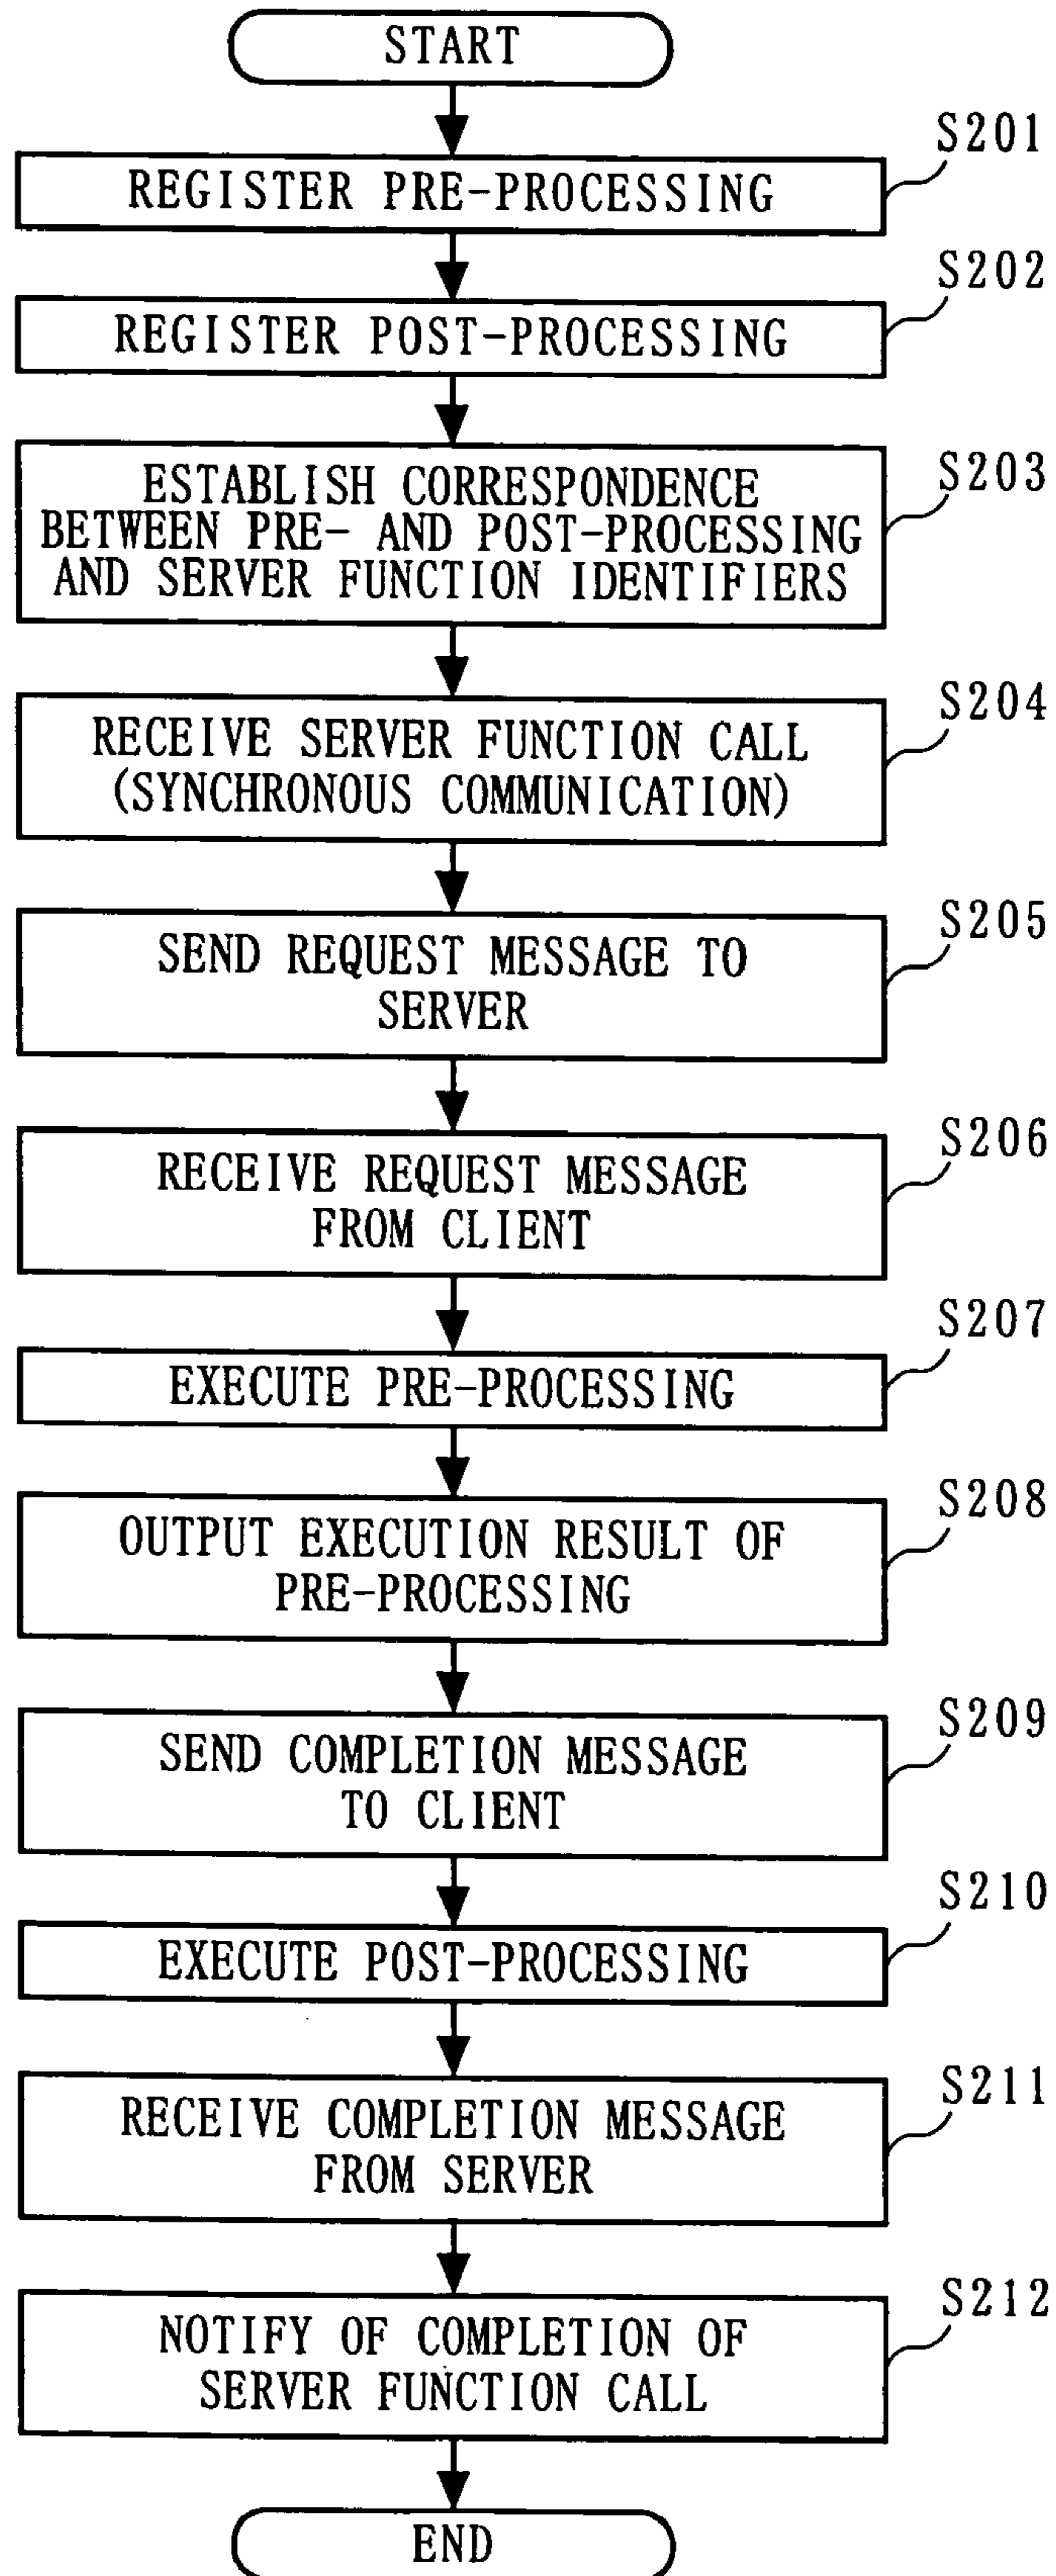 START
S201
REGISTER PRE-PROCESSING
S202
REGISTER POST-PROCESSING
S203
ESTABLISH CORRESPONDENCE
BETWEEN PRE- AND POST-PROCESSING
AND SERVER FUNCTION IDENTIFIERS
S204
RECEIVE SERVER FUNCTION CALL
(SYNCHRONOUS COMMUNICATION)
S205
SEND REQUEST MESSAGE TO
SERVER
S206
RECEIVE REQUEST MESSAGE
FROM CLIENT
S207
EXECUTE PRE-PROCESSING
S208
OUTPUT EXECUTION RESULT OF
PRE-PROCESSING
S209
SEND COMPLETION MESSAGE
TO CLIENT
S210
EXECUTE POST-PROCESSING
S211
RECEIVE COMPLETION MESSAGE
FROM SERVER
S212
NOTIFY OF COMPLETION OF
SERVER FUNCTION CALL
END